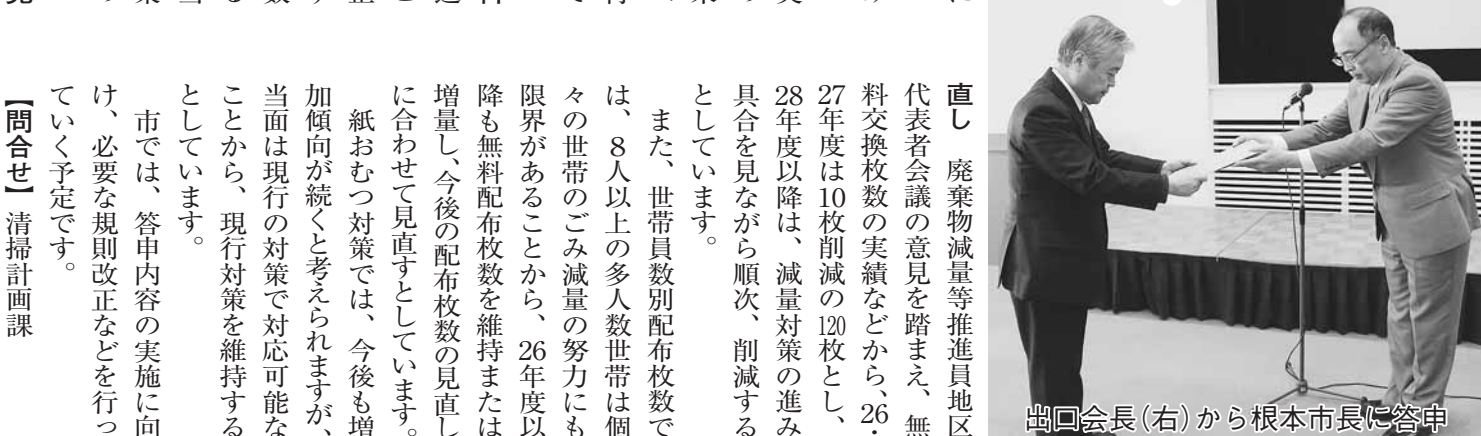 直し　廃棄物減量等推進員地区
代表者会議の意見を踏まえ、無
料交換枚数の実績などから、26・
27年度は10枚削減の120枚とし、
28年度以降は、減量対策の進み
具合を見ながら順次、削減する
としています。
　また、世帯員数別配布枚数で
は、8人以上の多人数世帯は個
々の世帯のごみ減量の努力にも
限界があることから、26年度以
降も無料配布枚数を維持または
増量し、今後の配布枚数の見直し
に合わせて見直すとしています。
　紙おむつ対策では、今後も増
加傾向が続くと考えられますが、
当面は現行の対策で対応可能な
ことから、現行対策を維持する
としています。
　市では、答申内容の実施に向
け、必要な規則改正などを行っ
ていく予定です。
【問合せ】清掃計画課
出口会長(右)から根本市長に答申